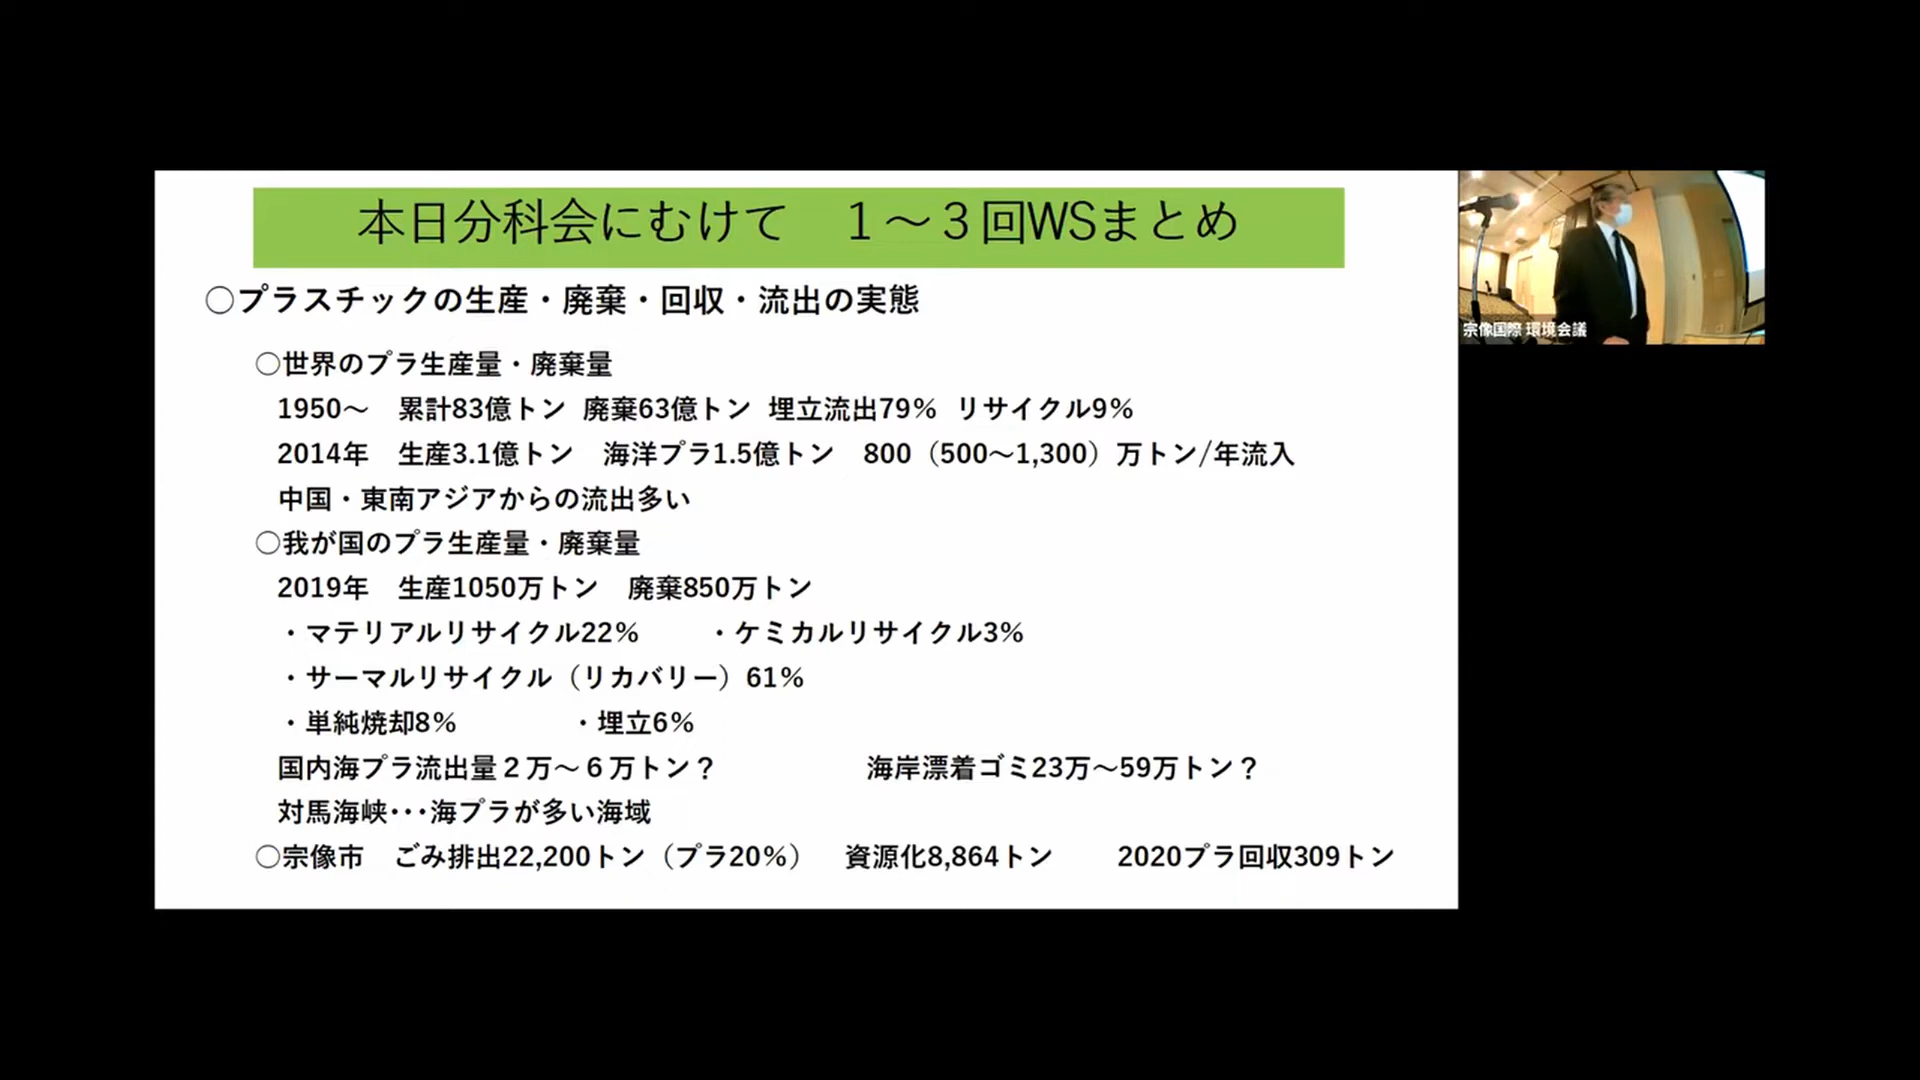 本日分科会にむけて　１～３回WSまとめ
○プラスチックの生産・廃棄・回収・流出の実態
○世界のプラ生産量・廃棄量
1950～　累計83億トン 廃棄63億トン 埋立流出79% リサイクル9%
2014年　生産3.1億トン　海洋プラ1.5億トン　800（500～1,300）万トン/年流入
中国・東南アジアからの流出多い
○我が国のプラ生産量・廃棄量
2019年　生産1050万トン　廃棄850万トン
・マテリアルリサイクル22%　　・ケミカルリサイクル3%
・サーマルリサイクル（リカバリー）61%
・単純焼却8%　　・埋立6%
国内海プラ流出量２万～６万トン？　　海岸漂着ゴミ23万～59万トン？
対馬海峡･･･海プラが多い海域
○宗像市　ごみ排出22,200トン（プラ20%）　資源化8,864トン　　2020プラ回収309トン
宗像国際 環境会議